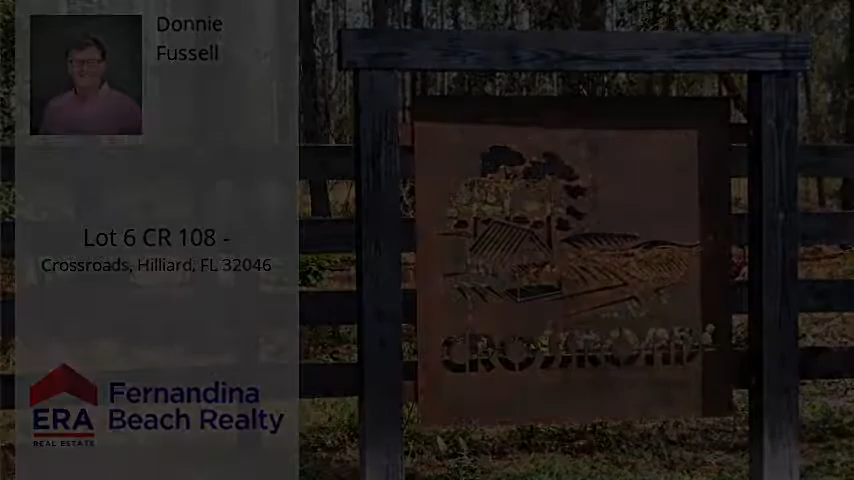 Donnie
Fussell
Lot 6 CR 108 -
Crossroads, Hilliard, FL 32046
ERA
REAL ESTATE
Fernandina
Beach Realty
CROSSROADS